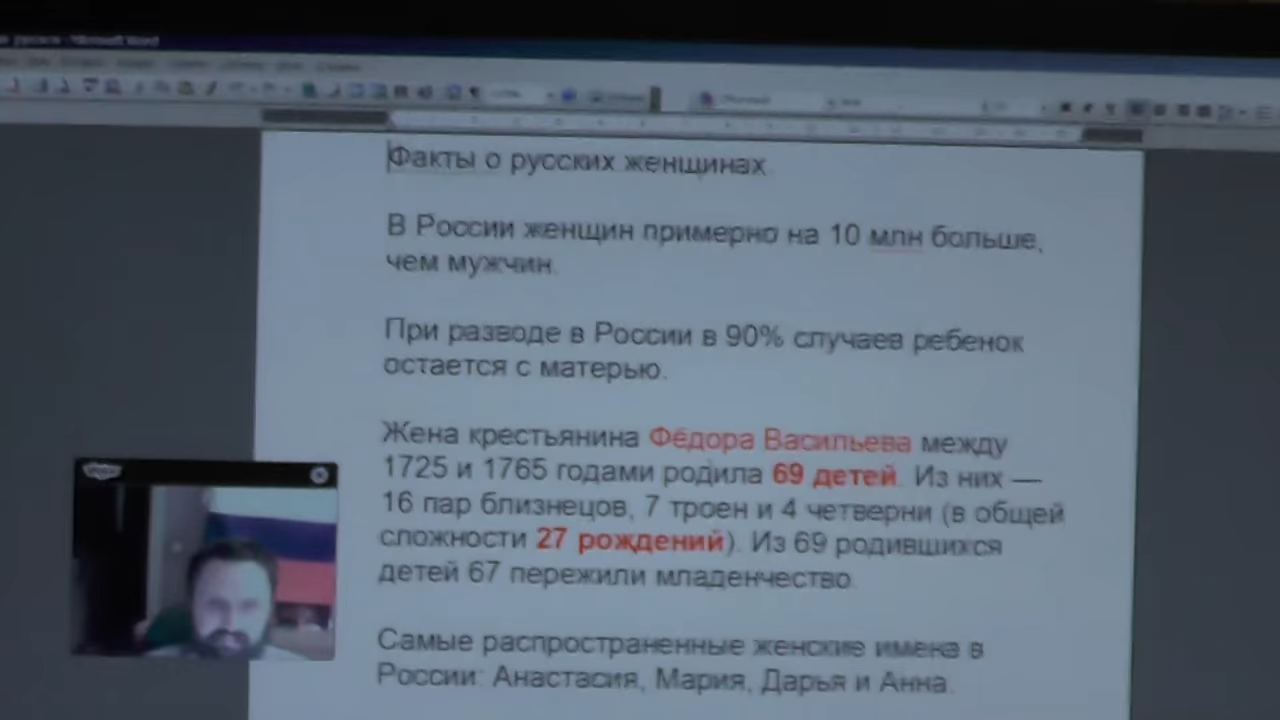 Microsoft Word
Факты о русских женщинах.
В России женщин примерно на 10 млн больше,
чем мужчин.
При разводе в России в 90% случаев ребенок
остается с матерью.
Жена крестьянина Фёдора Васильева между
1725 и 1765 годами родила 69 детей. Из них —
16 пар близнецов, 7 троен и 4 четверни (в общей
сложности 27 рождений). Из 69 родившихся
детей 67 пережили младенчество.
Самые распространенные женские имена в
России: Анастасия, Мария, Дарья и Анна.